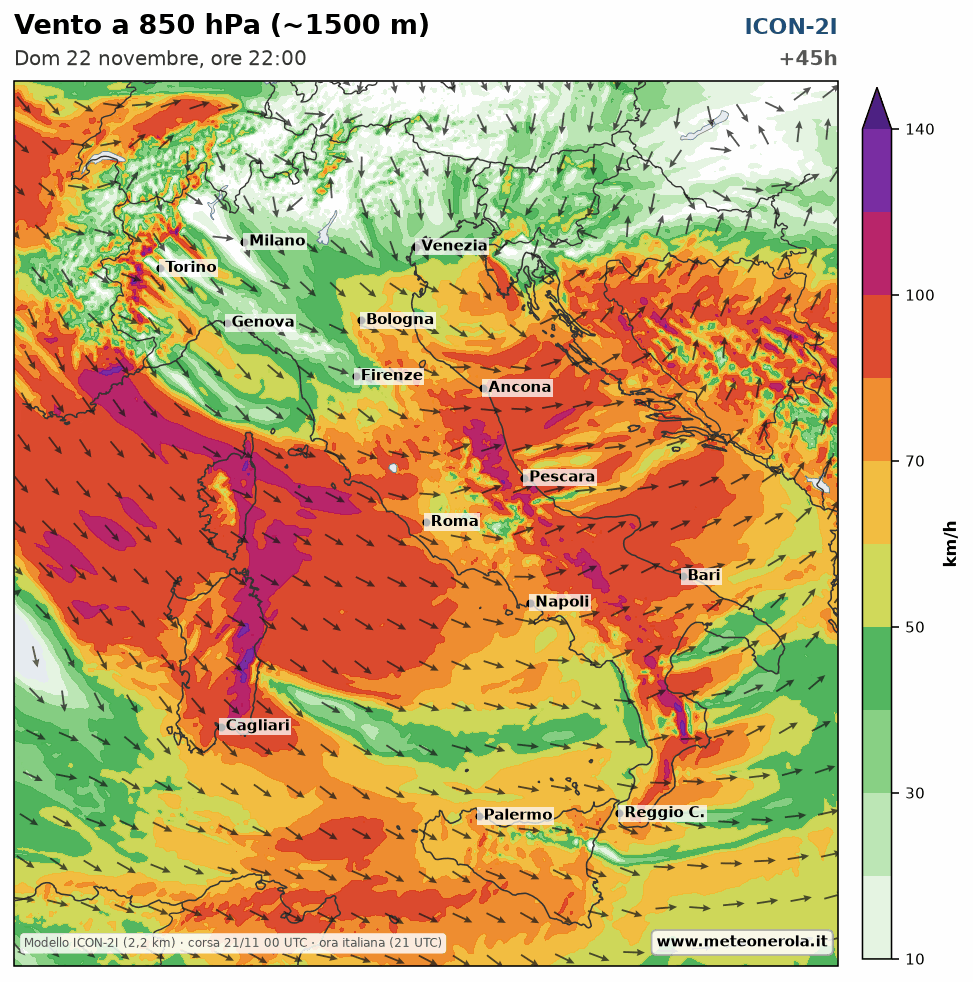 Vento a 850 hPa (~1500 m)
ICON-2I
Dom 22 novembre, ore 22:00
+45h
140
Milano
Venezia
Torino
100
Genova
Bologna
Firenze
Ancona
70
Pescara
Roma
km/h
Bari
Napoli
50
Cagliari
30
Palermo
Reggio C.
Modello ICON-2I (2,2 km) · corsa 21/11 00 UTC · ora italiana (21 UTC)
www.meteonerola.it
10